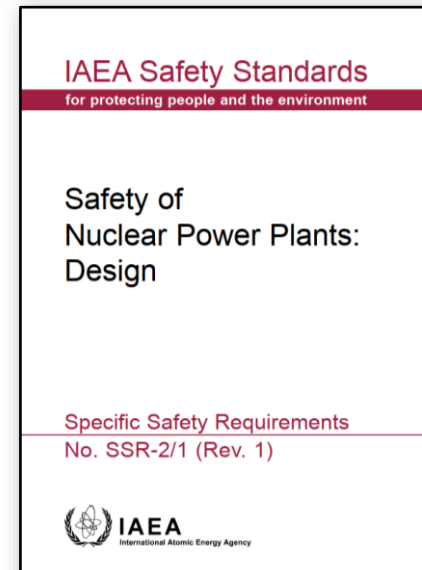 IAEA Safety Standards
for protecting people and the environment
Safety of
Nuclear Power Plants:
Design
Specific Safety Requirements
No. SSR-2/1 (Rev. 1)
IAEA
International Atomic Energy Agency